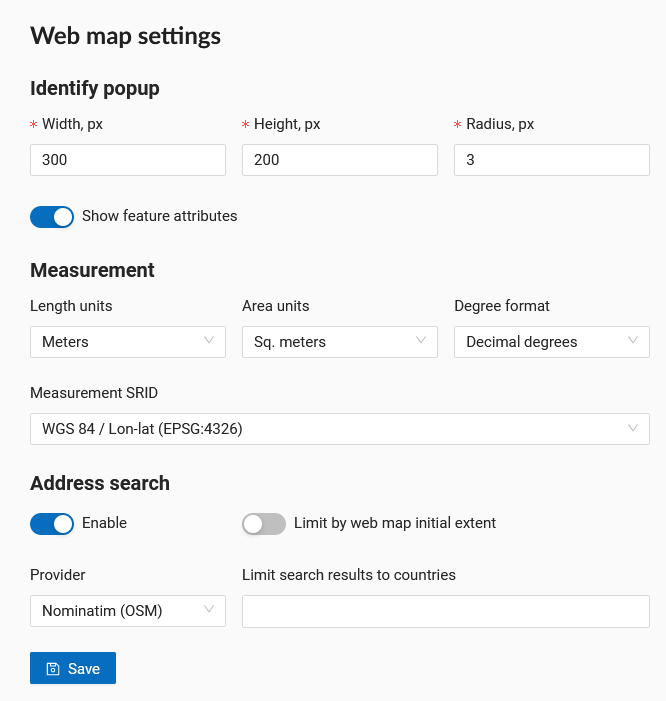 Web map settings
Identify popup
* Width, px
* Height, px
* Radius, px
300
200
3
Show feature attributes
Measurement
Length units
Area units
Degree format
Meters
Sq. meters
Decimal degrees
Measurement SRID
WGS 84 / Lon-lat (EPSG:4326)
Address search
Enable
Limit by web map initial extent
Provider
Limit search results to countries
Nominatim (OSM)
Save